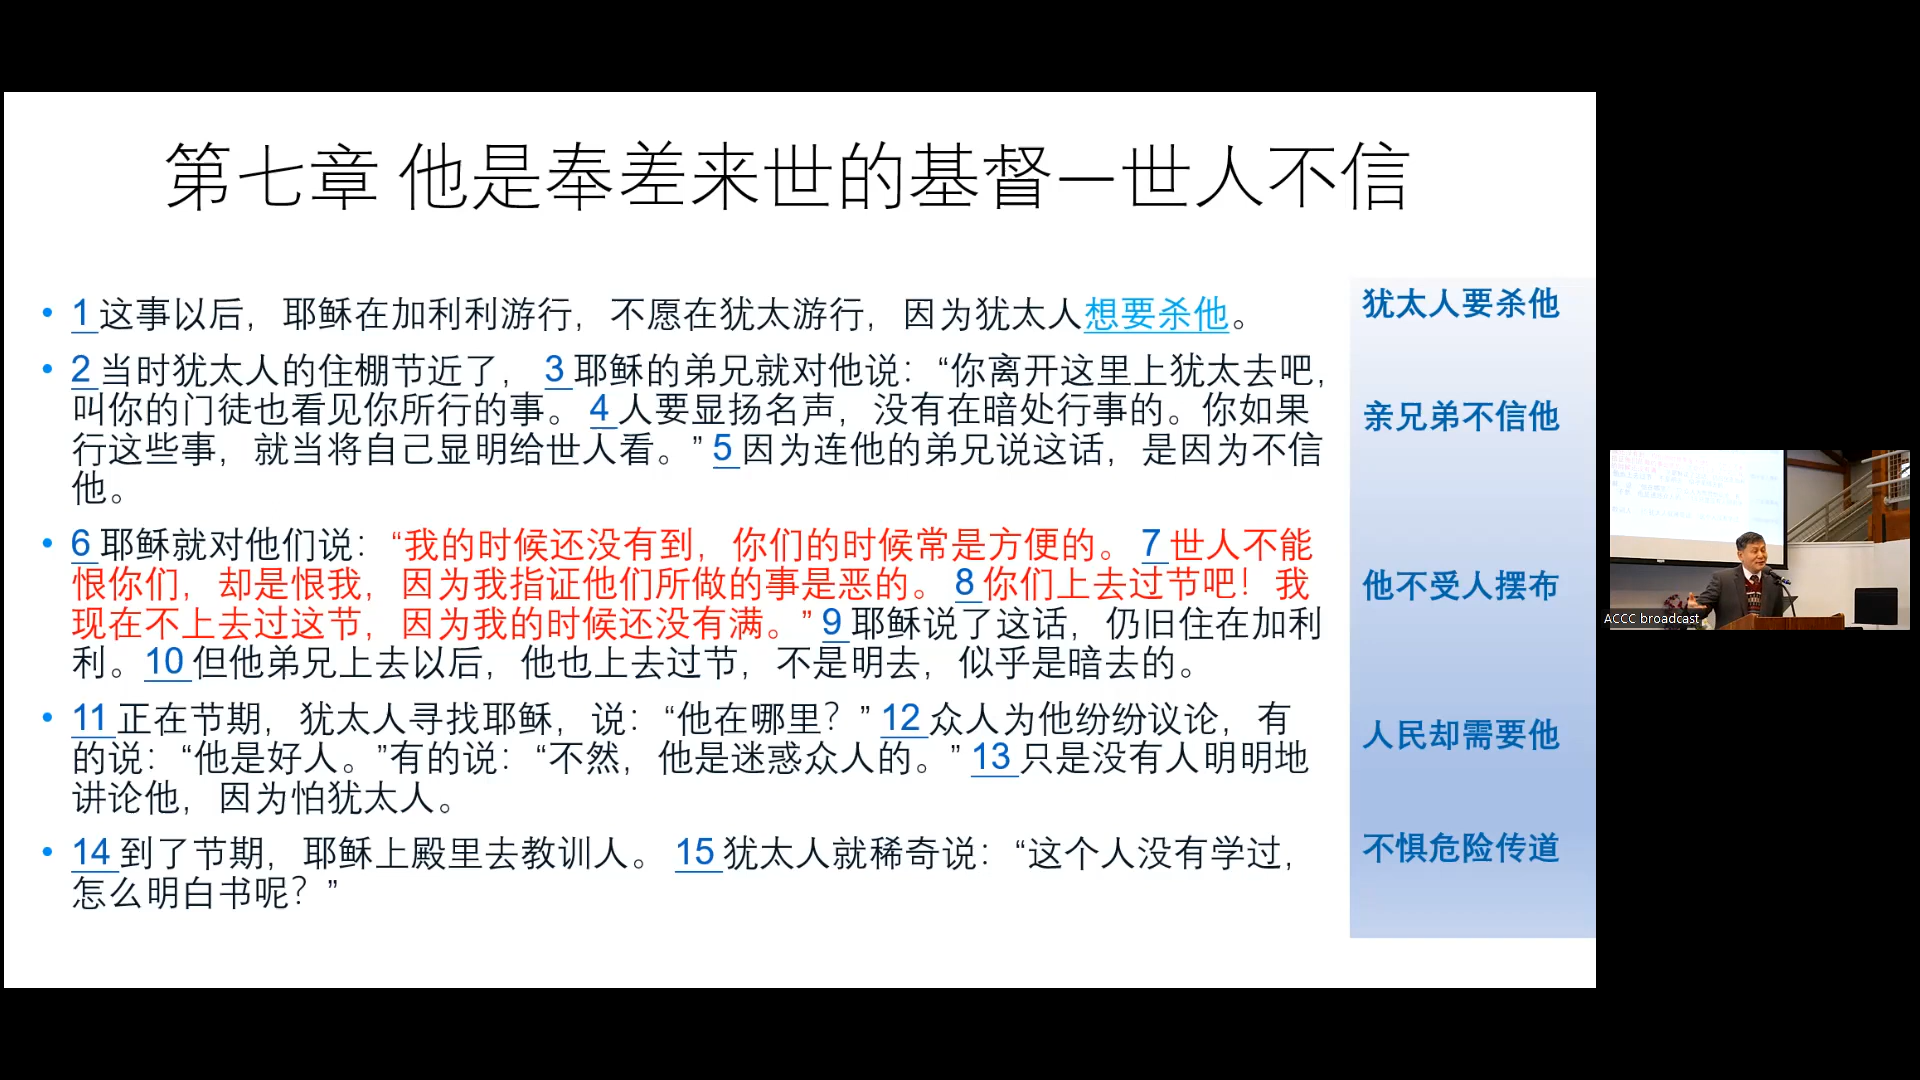 第七章 他是奉差来世的基督—世人不信
• 1 这事以后，耶稣在加利利游行，不愿在犹太游行，因为犹太人想要杀他。
• 2 当时犹太人的住棚节近了， 3 耶稣的弟兄就对他说：“你离开这里上犹太去吧，
叫你的门徒也看见你所行的事。 4 人要显扬名声，没有在暗处行事的。你如果
行这些事，就当将自己显明给世人看。” 5 因为连他的弟兄说这话，是因为不信
他。
• 6 耶稣就对他们说：“我的时候还没有到，你们的时候常是方便的。 7 世人不能
恨你们，却是恨我，因为我指证他们所做的事是恶的。 8 你们上去过节吧！我
现在不上去过这节，因为我的时候还没有满。” 9 耶稣说了这话，仍旧住在加利
利。 10 但他弟兄上去以后，他也上去过节，不是明去，似乎是暗去的。
• 11 正在节期，犹太人寻找耶稣，说：“他在哪里？” 12 众人为他纷纷议论，有
的说：“他是好人。”有的说：“不然，他是迷惑众人的。” 13 只是没有人明明地
讲论他，因为怕犹太人。
• 14 到了节期，耶稣上殿里去教训人。 15 犹太人就稀奇说：“这个人没有学过，
怎么明白书呢？”
犹太人要杀他
亲兄弟不信他
他不受人摆布
人民却需要他
不惧危险传道
ACCC broadcast